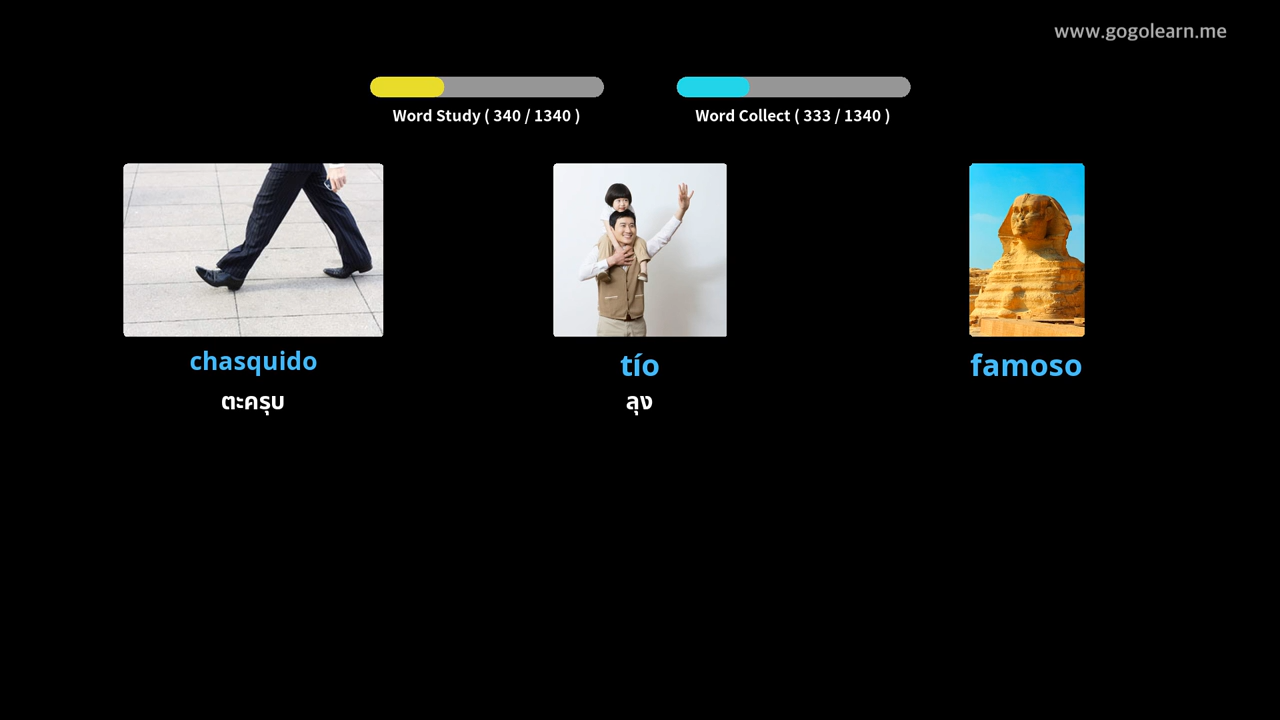 www.gogolearn.me
Word Study ( 340 / 1340 )
Word Collect ( 333 / 1340 )
chasquido
ตะครุบ
tío
ลุง
famoso